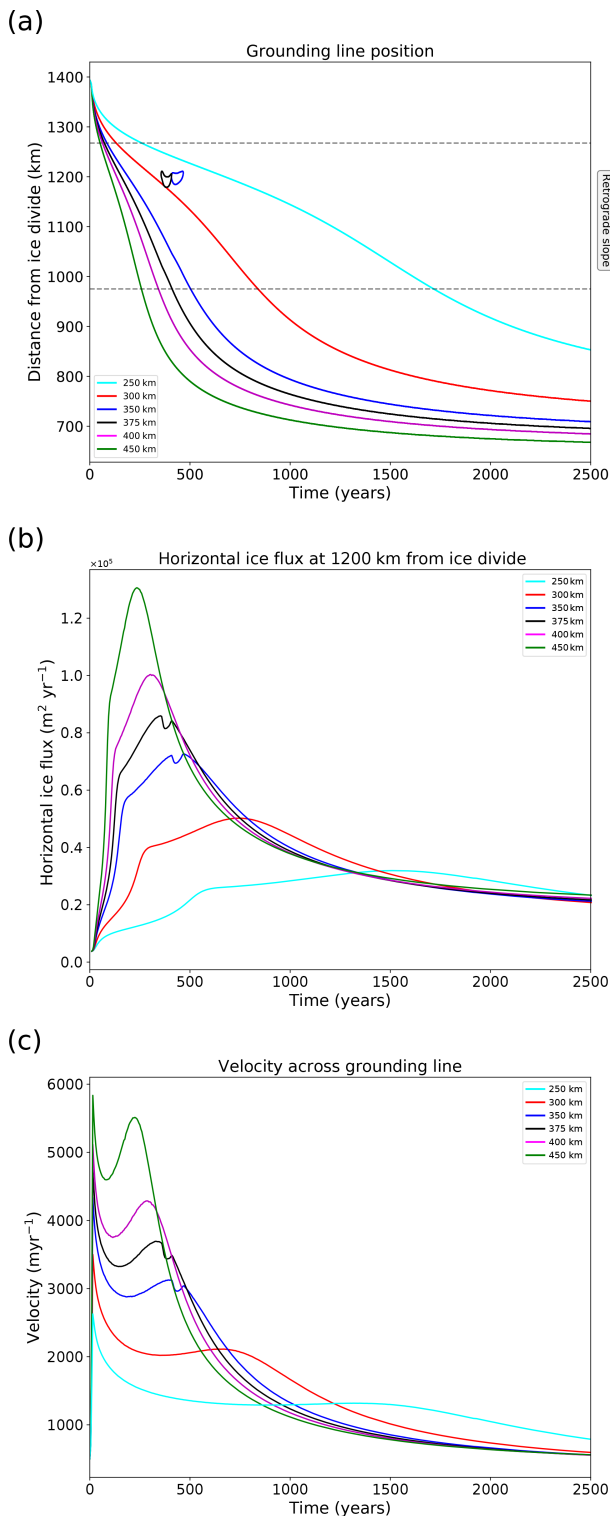 (a)
Grounding line position
Distance from ice divide (km)
1400
1300
1200
1100
1000
900
800
700
Retrograde slope
250 km
300 km
350 km
375 km
400 km
450 km
0 500 1000 1500 2000 2500
Time (years)
(b)
×10⁵
Horizontal ice flux at 1200 km from ice divide
Horizontal ice flux (m² yr⁻¹)
1.2
1.0
0.8
0.6
0.4
0.2
0.0
250 km
300 km
350 km
375 km
400 km
450 km
0 500 1000 1500 2000 2500
Time (years)
(c)
Velocity across grounding line
Velocity (myr⁻¹)
6000
5000
4000
3000
2000
1000
250 km
300 km
350 km
375 km
400 km
450 km
0 500 1000 1500 2000 2500
Time (years)